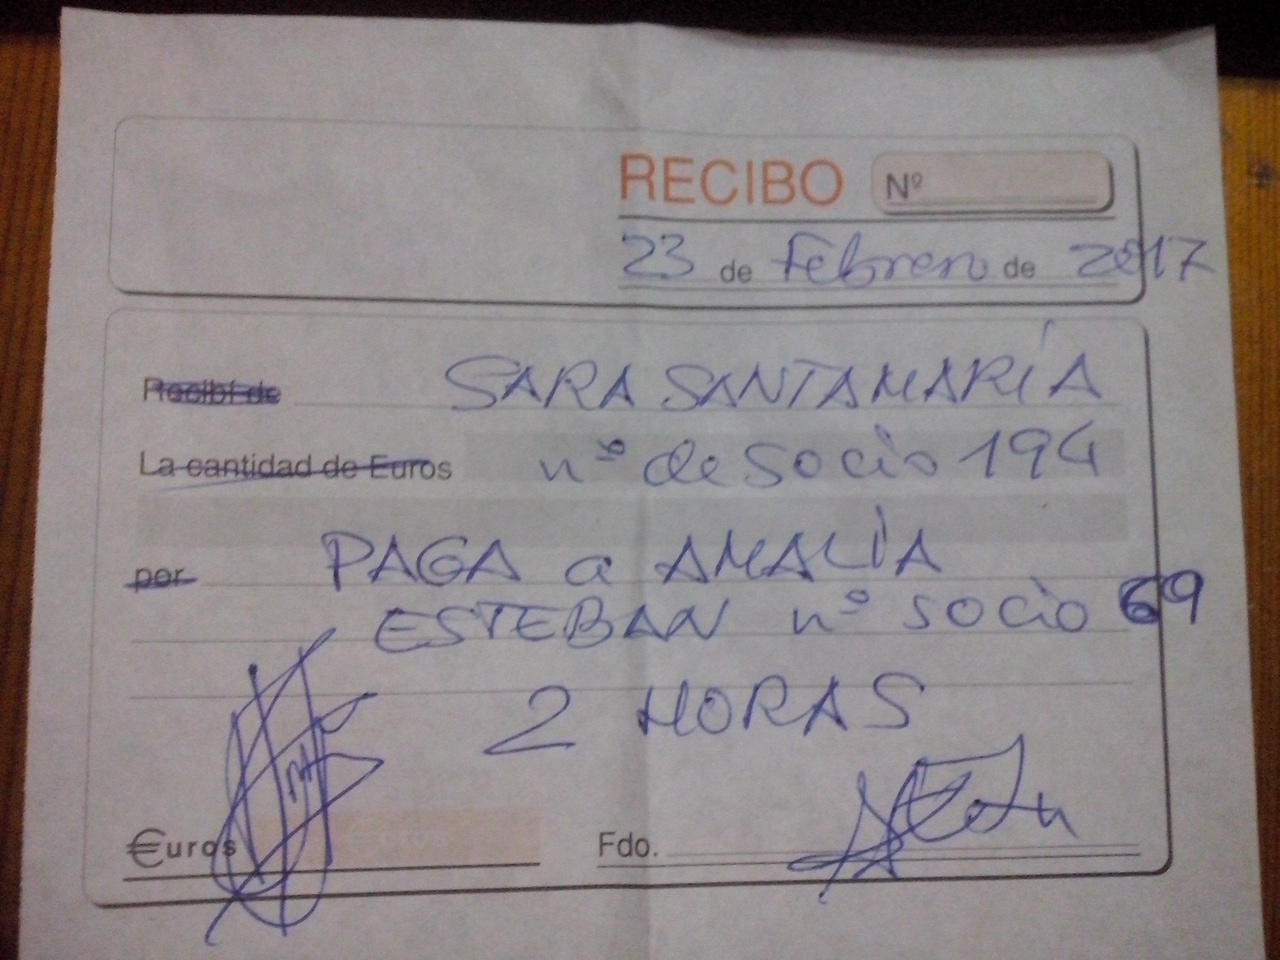 RECIBO Nº
23 de Febrero de 2017
Recibí de SARA SANTAMARÍA
La cantidad de Euros nº de socio 194
por PAGA a AMALIA
ESTEBAN nº socio 69
2 HORAS
€uros Fdo.